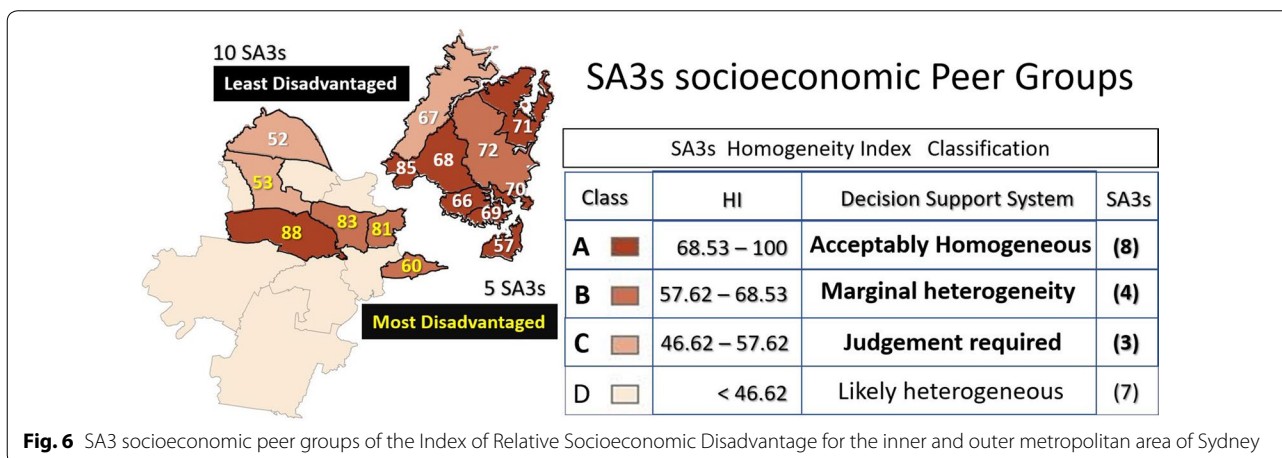 10 SA3s
Least Disadvantaged
SA3s socioeconomic Peer Groups
67
71
52
72
68
85
53
70
66
69
83
81
88
57
60
5 SA3s
Most Disadvantaged
SA3s Homogeneity Index Classification
Class HI Decision Support System SA3s
A 68.53 – 100 Acceptably Homogeneous (8)
B 57.62 – 68.53 Marginal heterogeneity (4)
C 46.62 – 57.62 Judgement required (3)
D < 46.62 Likely heterogeneous (7)
Fig. 6 SA3 socioeconomic peer groups of the Index of Relative Socioeconomic Disadvantage for the inner and outer metropolitan area of Sydney